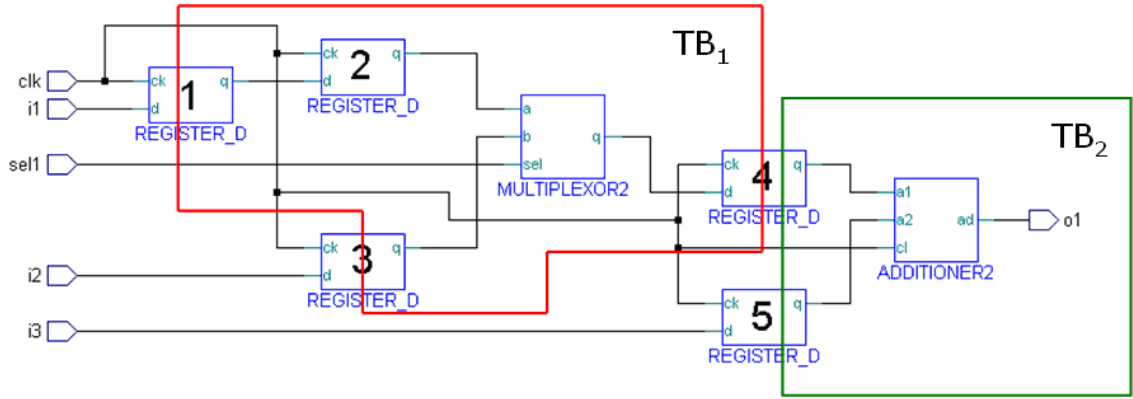 TB1
ck q
2
d
REGISTER_D
clk
ck q
1
d
REGISTER_D
i1
a
b q
sel
MULTIPLEXOR2
sel1
TB2
ck q
4
d
REGISTER_D
a1
a2 ad
cl
ADDITIONER2
o1
ck q
3
d
REGISTER_D
i2
ck q
5
d
REGISTER_D
i3